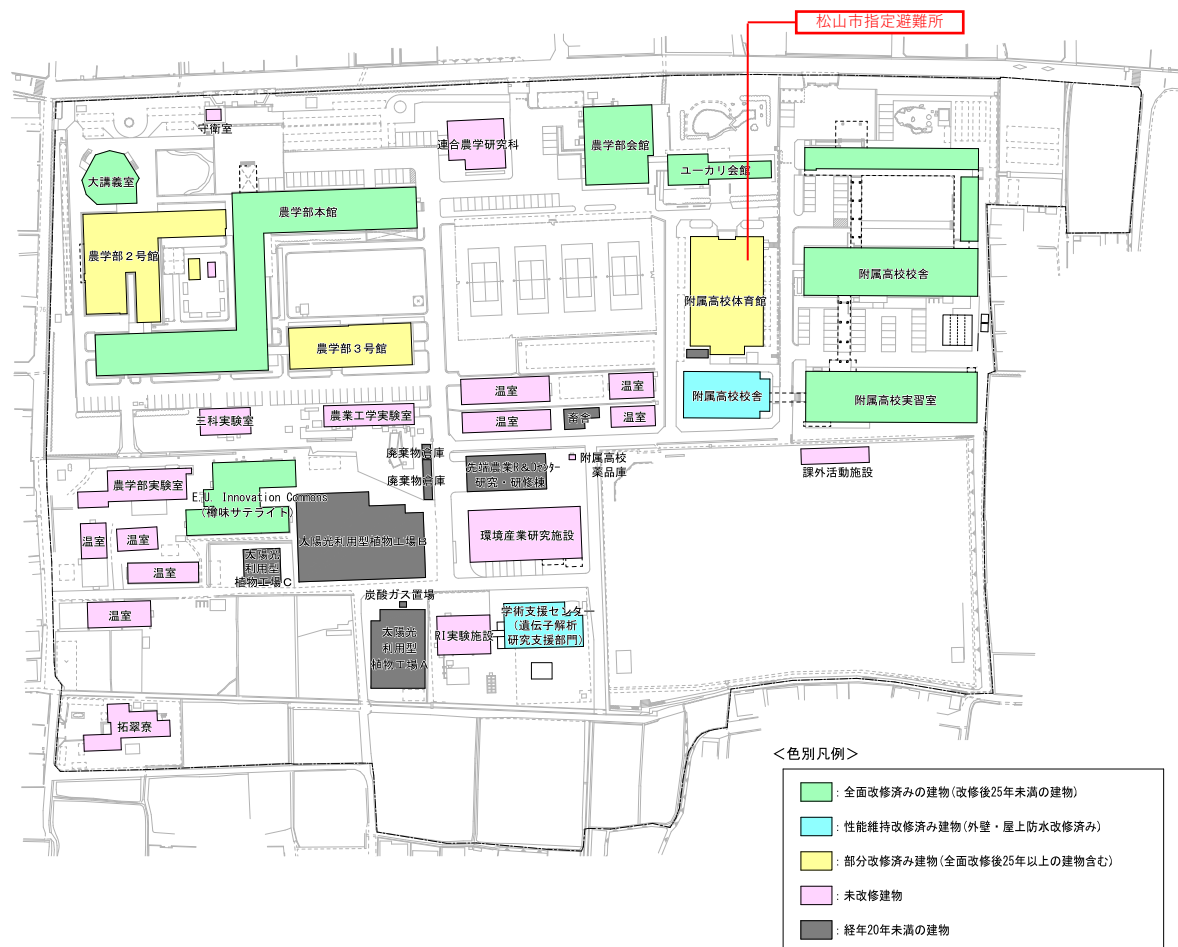 松山市指定避難所
守衛室
連合農学研究科
農学部会館
ユーカリ会館
大講義室
農学部本館
農学部2号館
附属高校校舎
附属高校体育館
農学部3号館
附属高校校舎
附属高校実習室
温室
温室
三科実験室
農業工学実験室
温室
畜舎
温室
廃棄物倉庫
廃棄物倉庫
先端農業R&Dセンター
研究・研修棟
附属高校
薬品庫
課外活動施設
農学部実験室
E.U. Innovation Commons
(樽味サテライト)
温室
温室
温室
太陽光利用型植物工場B
環境産業研究施設
太陽光
利用型
植物工場C
温室
炭酸ガス置場
太陽光
利用型
植物工場A
RI実験施設
学術支援センター
(遺伝子解析
研究支援部門)
拓翠寮
<色別凡例>
: 全面改修済みの建物(改修後25年未満の建物)
: 性能維持改修済み建物(外壁・屋上防水改修済み)
: 部分改修済み建物(全面改修後25年以上の建物含む)
: 未改修建物
: 経年20年未満の建物